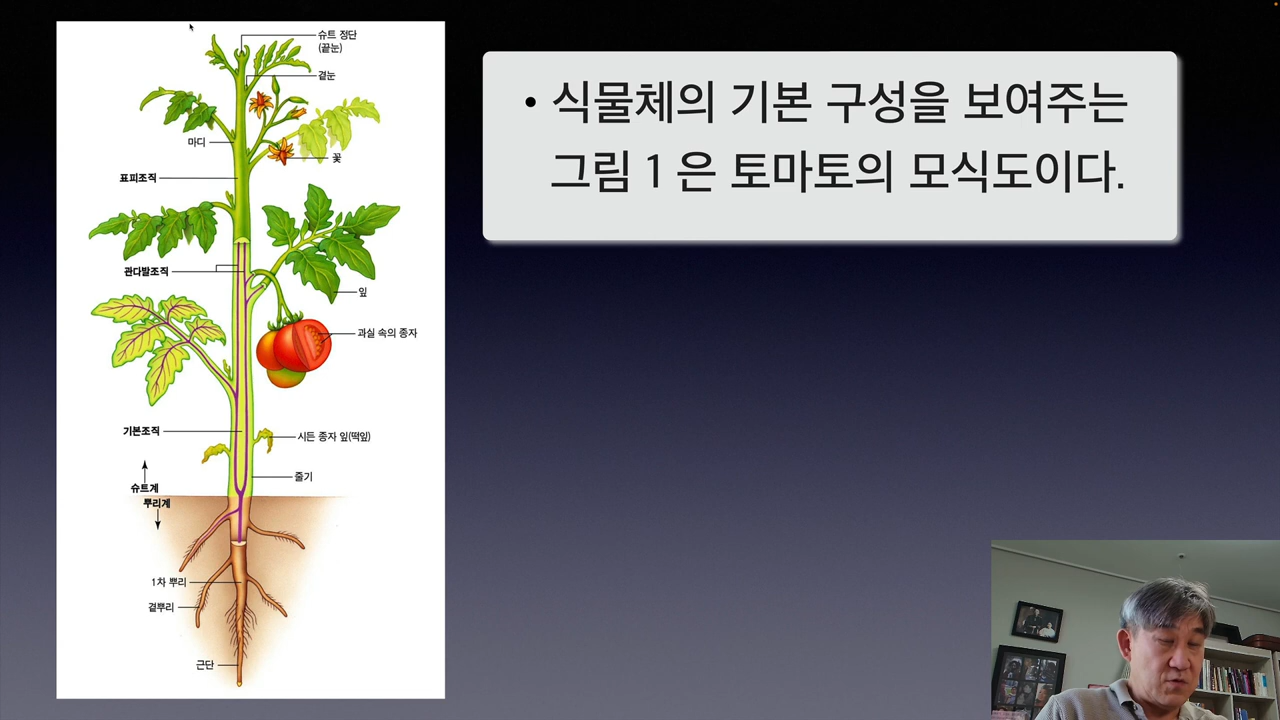 슈트 정단
(끝눈)
곁눈
마디
꽃
표피조직
관다발조직
잎
과실 속의 종자
기본조직
시든 종자 잎(떡잎)
줄기
슈트계
뿌리계
1차 뿌리
곁뿌리
근단
• 식물체의 기본 구성을 보여주는
그림 1 은 토마토의 모식도이다.